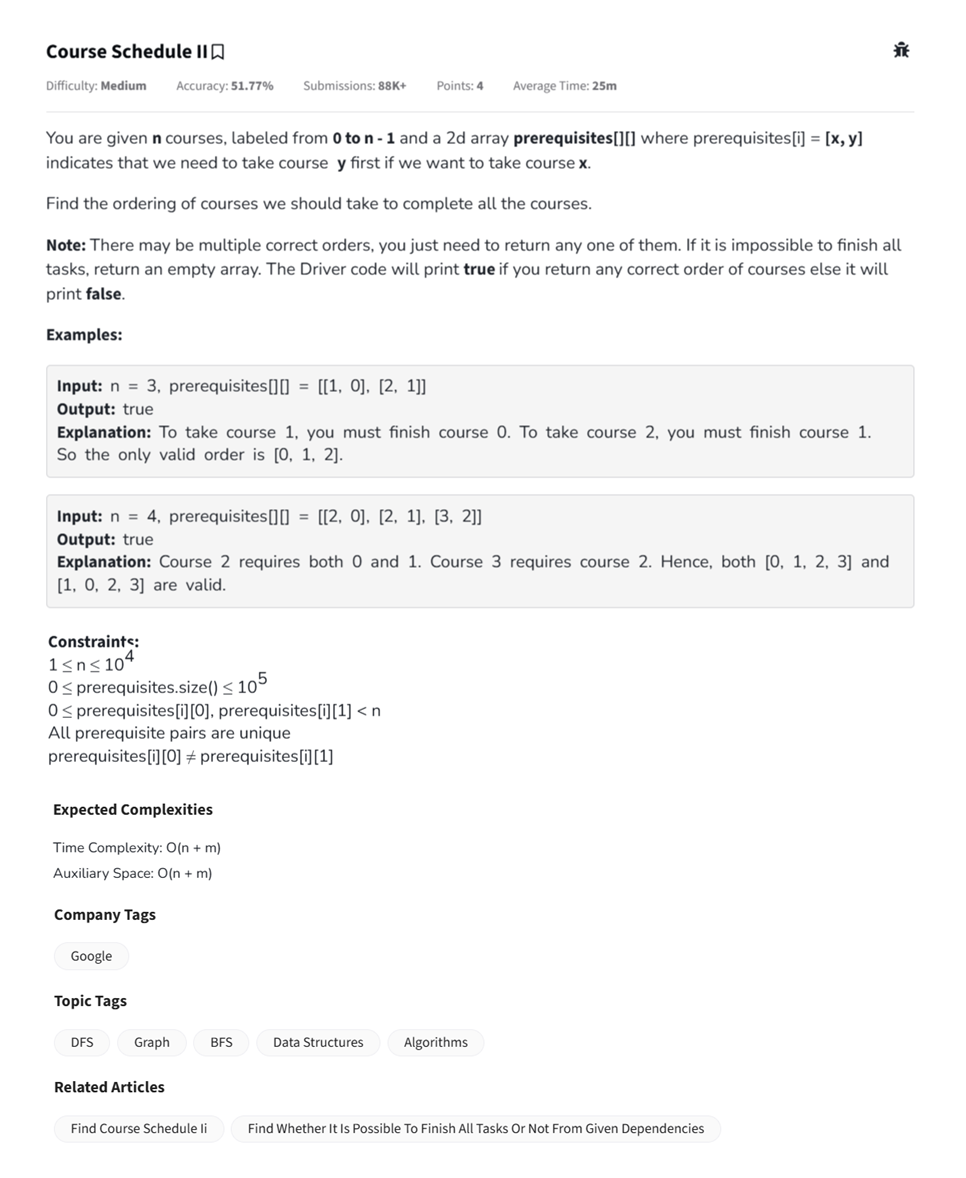 Course Schedule II
Difficulty: Medium Accuracy: 51.77% Submissions: 88K+ Points: 4 Average Time: 25m
You are given n courses, labeled from 0 to n - 1 and a 2d array prerequisites[][] where prerequisites[i] = [x, y]
indicates that we need to take course y first if we want to take course x.
Find the ordering of courses we should take to complete all the courses.
Note: There may be multiple correct orders, you just need to return any one of them. If it is impossible to finish all
tasks, return an empty array. The Driver code will print true if you return any correct order of courses else it will
print false.
Examples:
Input: n = 3, prerequisites[][] = [[1, 0], [2, 1]]
Output: true
Explanation: To take course 1, you must finish course 0. To take course 2, you must finish course 1.
So the only valid order is [0, 1, 2].
Input: n = 4, prerequisites[][] = [[2, 0], [2, 1], [3, 2]]
Output: true
Explanation: Course 2 requires both 0 and 1. Course 3 requires course 2. Hence, both [0, 1, 2, 3] and
[1, 0, 2, 3] are valid.
Constraints:
1 ≤ n ≤ 10^4
0 ≤ prerequisites.size() ≤ 10^5
0 ≤ prerequisites[i][0], prerequisites[i][1] < n
All prerequisite pairs are unique
prerequisites[i][0] ≠ prerequisites[i][1]
Expected Complexities
Time Complexity: O(n + m)
Auxiliary Space: O(n + m)
Company Tags
Google
Topic Tags
DFS Graph BFS Data Structures Algorithms
Related Articles
Find Course Schedule Ii Find Whether It Is Possible To Finish All Tasks Or Not From Given Dependencies